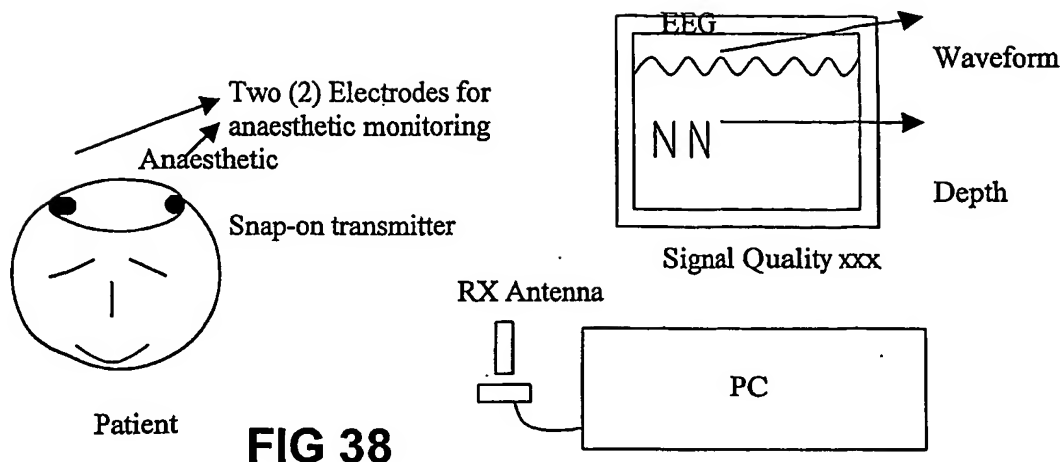 EEG
Waveform
Two (2) Electrodes for
anaesthetic monitoring
Anaesthetic
NN
Depth
Snap-on transmitter
Signal Quality xxx
RX Antenna
PC
Patient
FIG 38